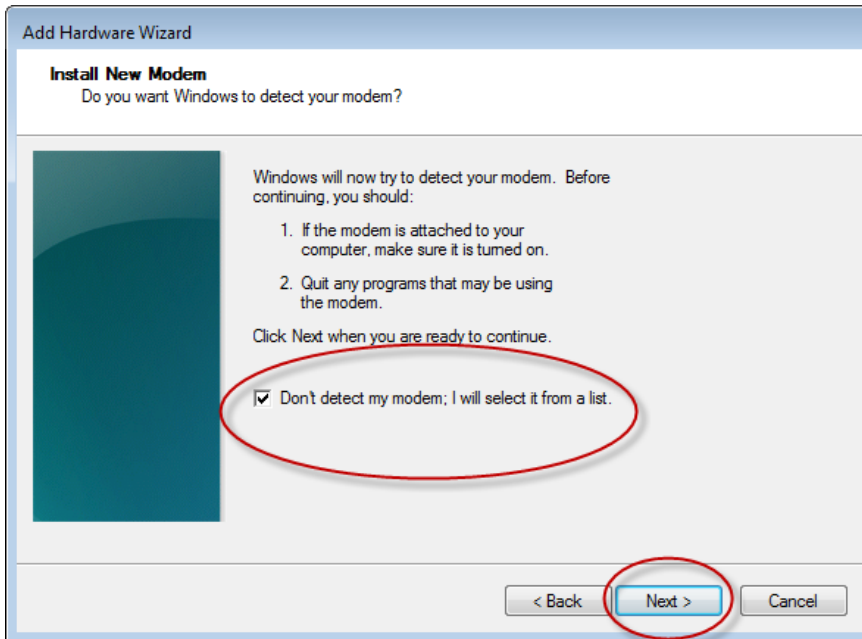 Add Hardware Wizard
Install New Modem
Do you want Windows to detect your modem?
Windows will now try to detect your modem.  Before
continuing, you should:
1. If the modem is attached to your
computer, make sure it is turned on.
2. Quit any programs that may be using
the modem.
Click Next when you are ready to continue.
Don't detect my modem; I will select it from a list.
< Back
Next >
Cancel